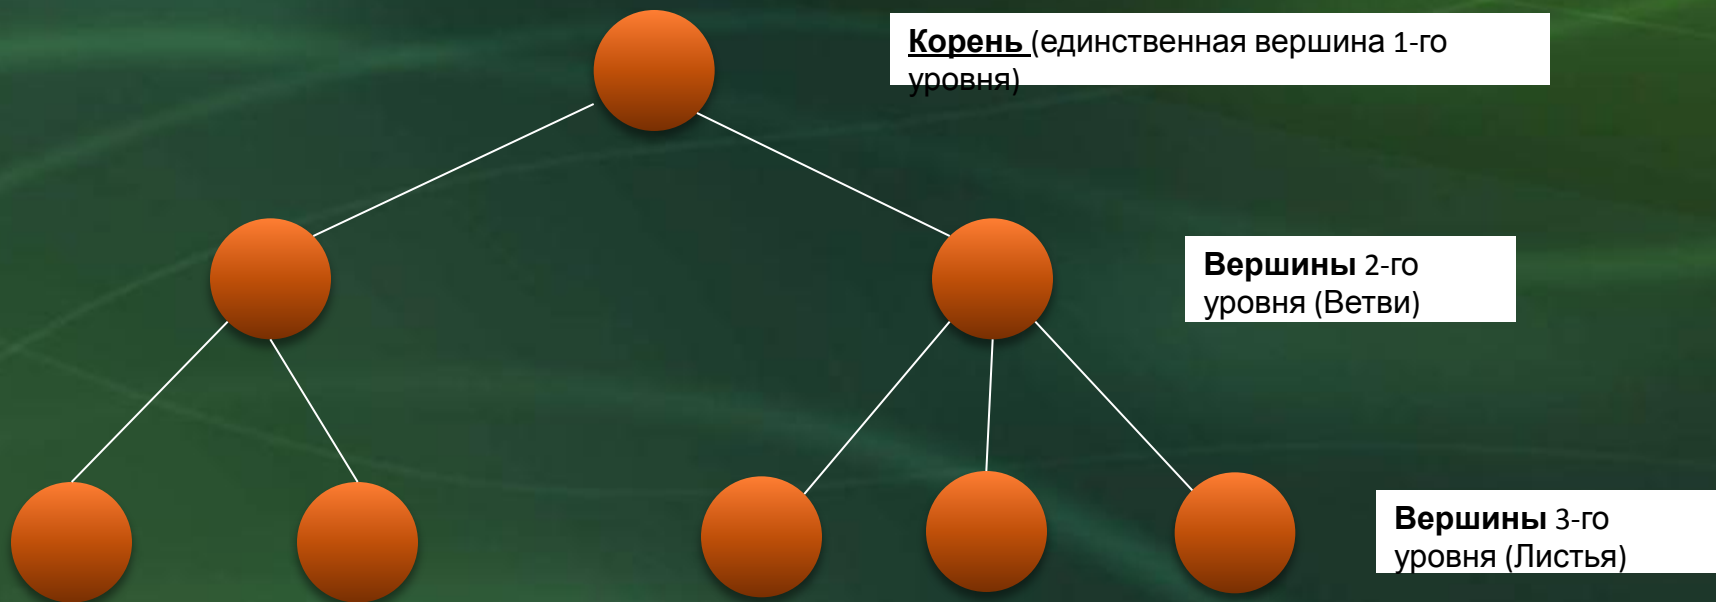 Корень (единственная вершина 1-го
уровня)
Вершины 2-го
уровня (Ветви)
Вершины 3-го
уровня (Листья)